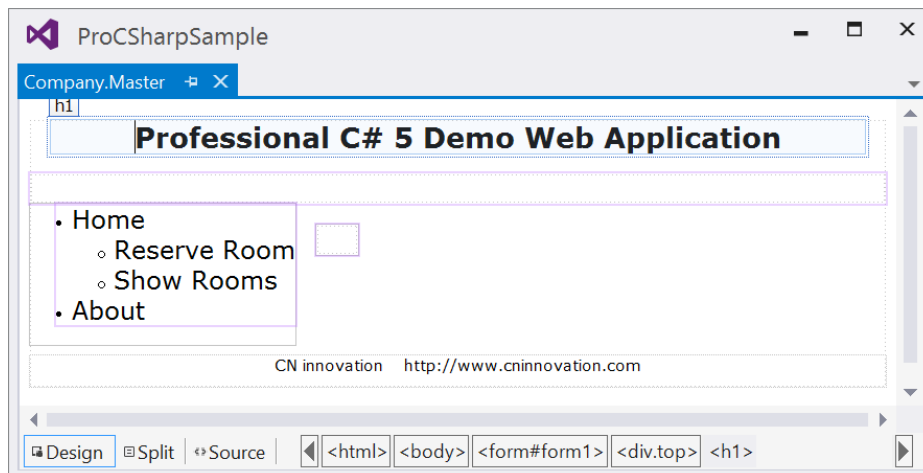 ProCSharpSample
Company.Master
h1
Professional C# 5 Demo Web Application
Home
Reserve Room
Show Rooms
About
CN innovation http://www.cninnovation.com
Design Split Source <html> <body> <form#form1> <div.top> <h1>